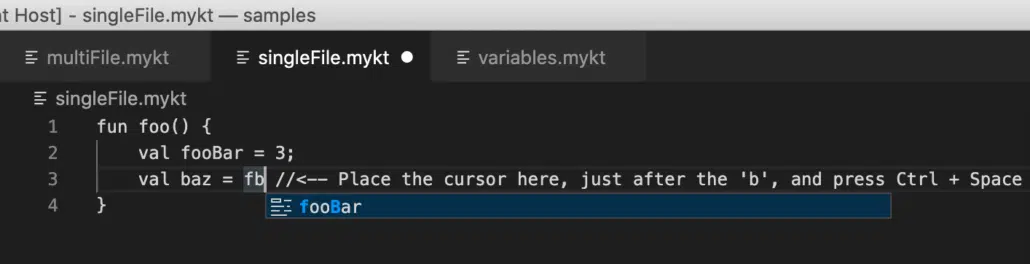 t Host] - singleFile.mykt — samples
multiFile.mykt singleFile.mykt variables.mykt
singleFile.mykt
1 fun foo() {
2 val fooBar = 3;
3 val baz = fb //<-- Place the cursor here, just after the 'b', and press Ctrl + Space
4 }
fooBar